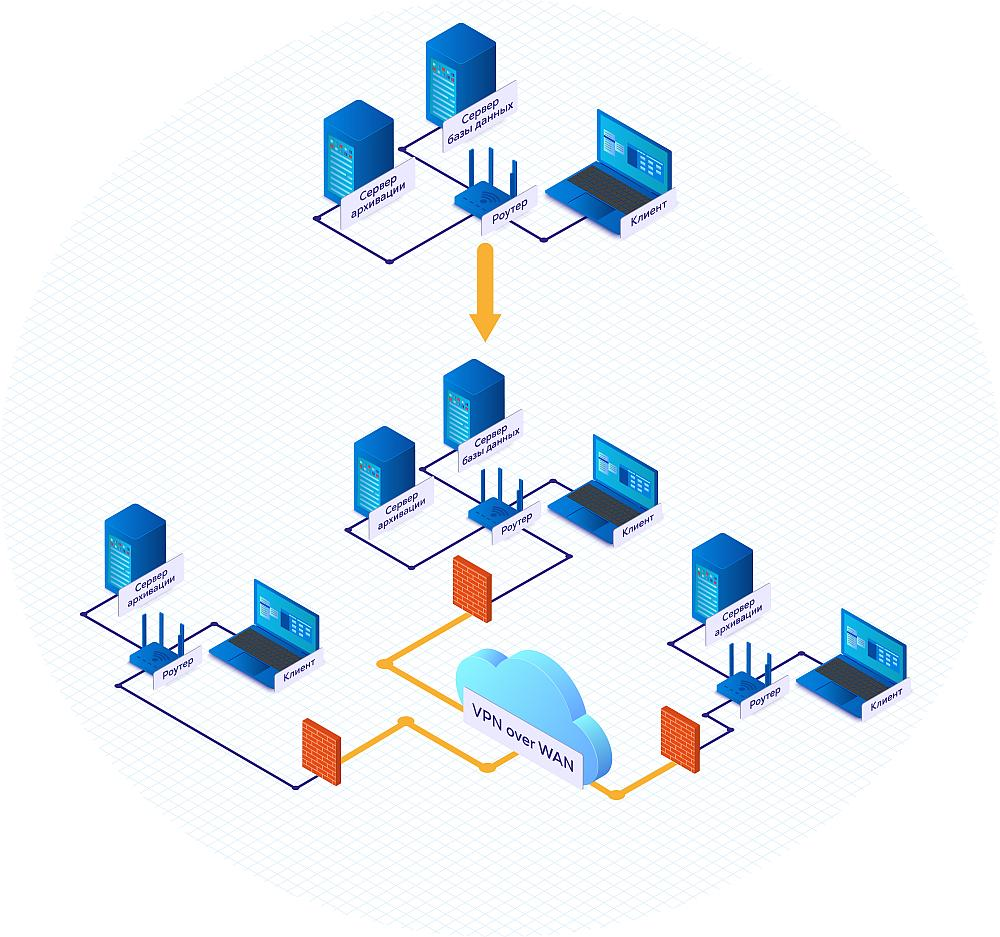 Сервер
базы данных
Сервер
архивации
Роутер
Клиент
Сервер
базы данных
Сервер
архивации
Роутер
Клиент
Сервер
архивации
Роутер
Клиент
Сервер
архивации
Роутер
Клиент
VPN over WAN